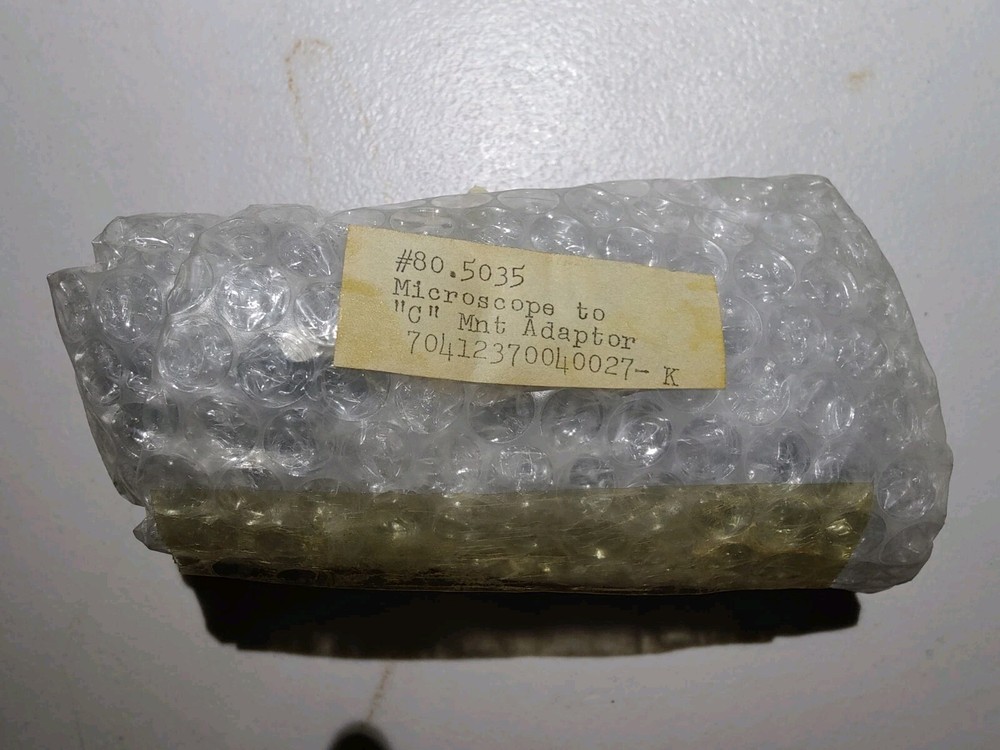 #80.5035
Microscope to
"C" Mnt Adaptor
70412370040027- K